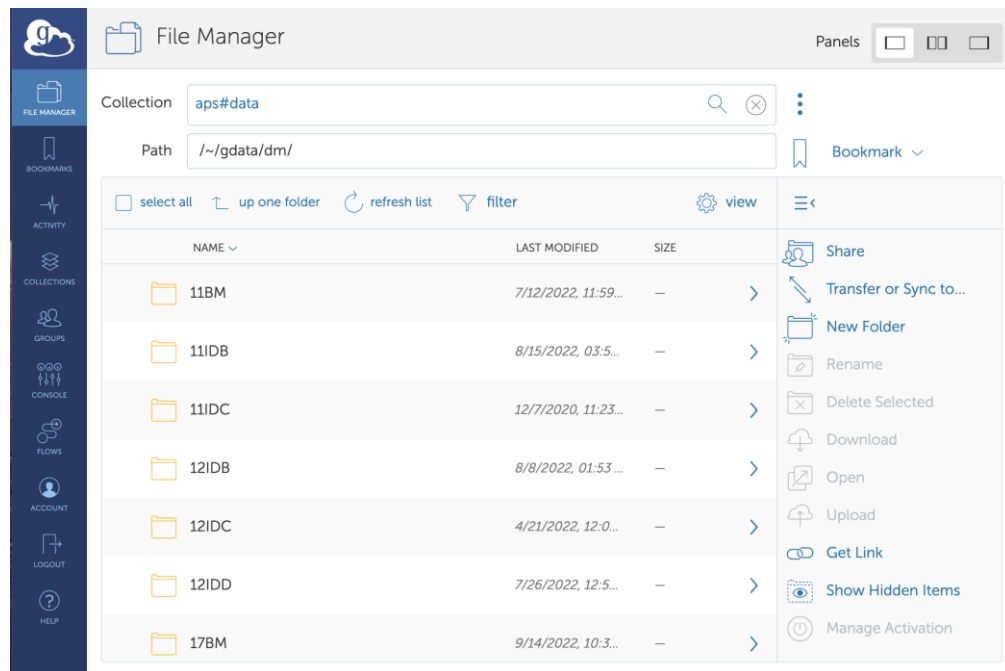 g
File Manager
Panels
FILE MANAGER
BOOKMARKS
ACTIVITY
COLLECTIONS
GROUPS
CONSOLE
FLOWS
ACCOUNT
LOGOUT
HELP
Collection aps#data
Path /~/gdata/dm/
Bookmark
select all up one folder refresh list filter view
NAME LAST MODIFIED SIZE
11BM 7/12/2022, 11:59... —
11IDB 8/15/2022, 03:5... —
11IDC 12/7/2020, 11:23... —
12IDB 8/8/2022, 01:53 ... —
12IDC 4/21/2022, 12:0... —
12IDD 7/26/2022, 12:5... —
17BM 9/14/2022, 10:3... —
Share
Transfer or Sync to...
New Folder
Rename
Delete Selected
Download
Open
Upload
Get Link
Show Hidden Items
Manage Activation